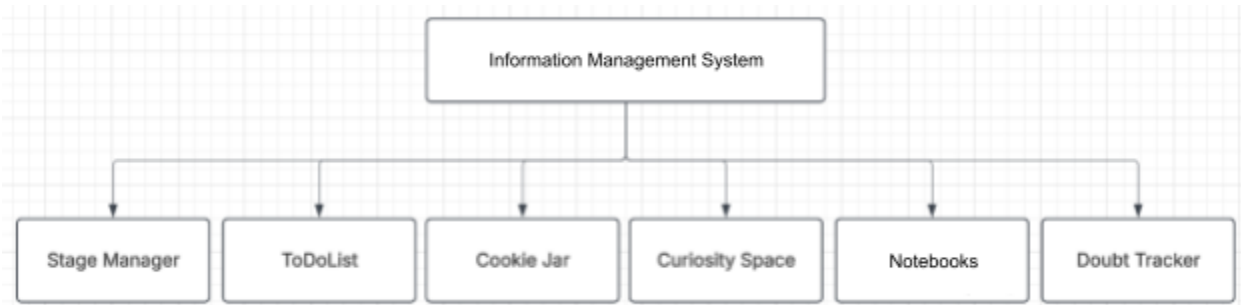 Information Management System
Stage Manager
ToDoList
Cookie Jar
Curiosity Space
Notebooks
Doubt Tracker